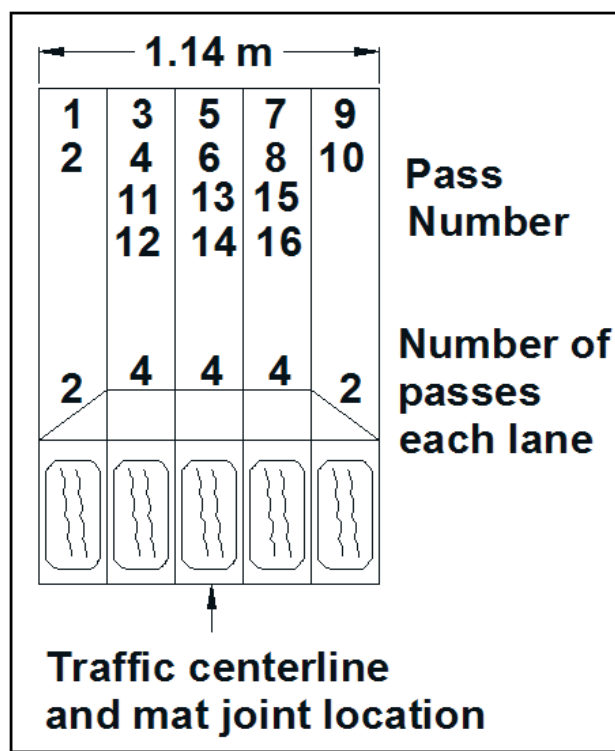 1.14 m
1 3 5 7 9
2 4 6 8 10
11 13 15
12 14 16
Pass
Number
2 4 4 4 2
Number of
passes
each lane
Traffic centerline
and mat joint location